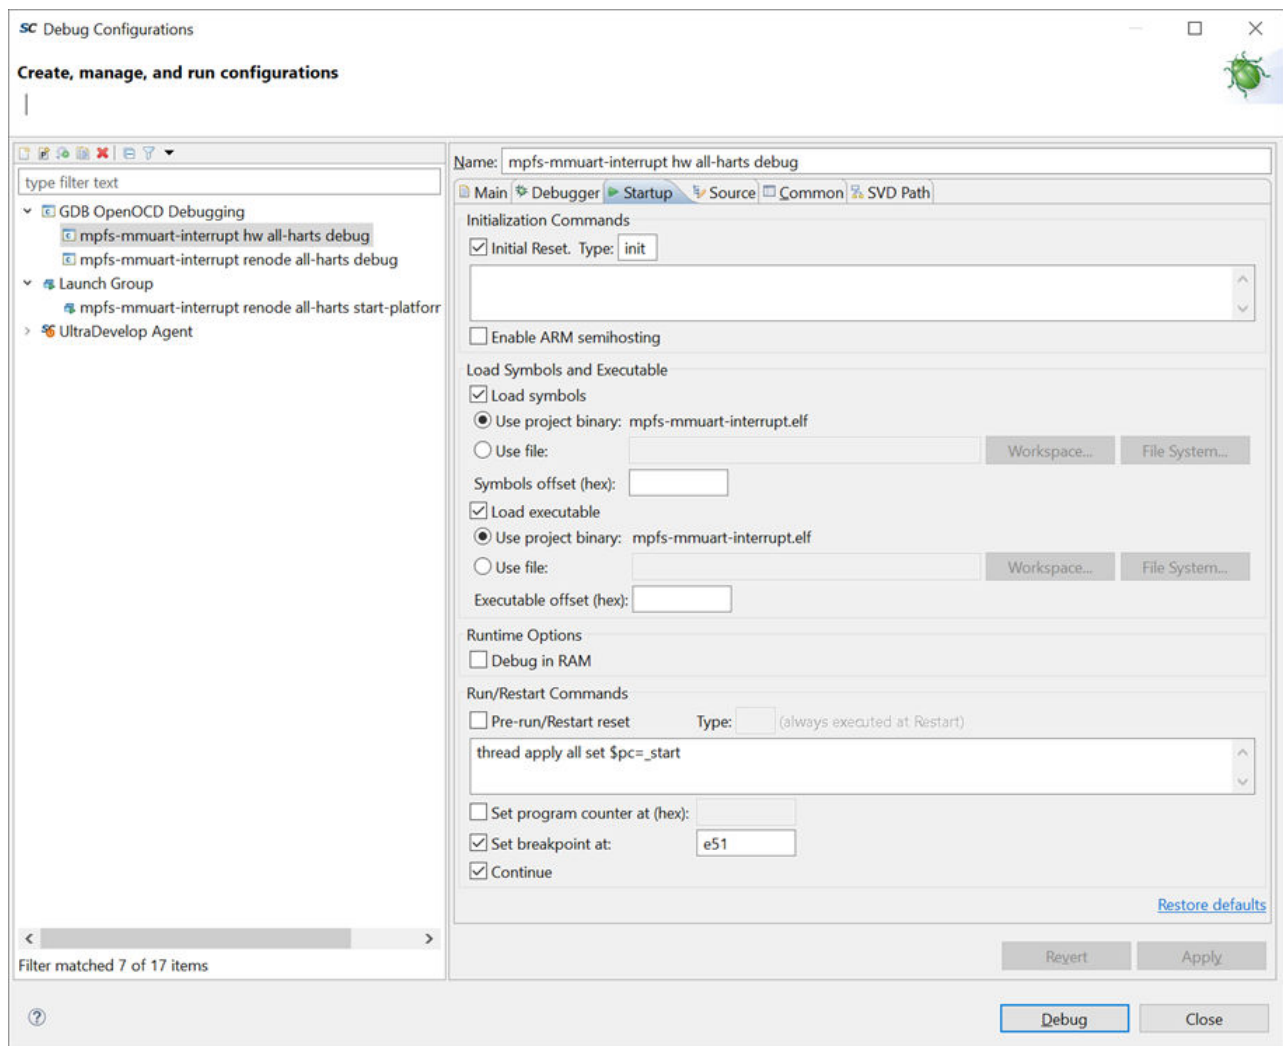 SC Debug Configurations
Create, manage, and run configurations
type filter text
GDB OpenOCD Debugging
mpfs-mmuart-interrupt hw all-harts debug
mpfs-mmuart-interrupt renode all-harts debug
Launch Group
mpfs-mmuart-interrupt renode all-harts start-platforr
UltraDevelop Agent
Filter matched 7 of 17 items
Name: mpfs-mmuart-interrupt hw all-harts debug
Main Debugger Startup Source Common SVD Path
Initialization Commands
Initial Reset. Type: init
Enable ARM semihosting
Load Symbols and Executable
Load symbols
Use project binary: mpfs-mmuart-interrupt.elf
Use file: Workspace... File System...
Symbols offset (hex):
Load executable
Use project binary: mpfs-mmuart-interrupt.elf
Use file: Workspace... File System...
Executable offset (hex):
Runtime Options
Debug in RAM
Run/Restart Commands
Pre-run/Restart reset Type: (always executed at Restart)
thread apply all set $pc=_start
Set program counter at (hex):
Set breakpoint at: e51
Continue
Restore defaults
Revert Apply
Debug Close